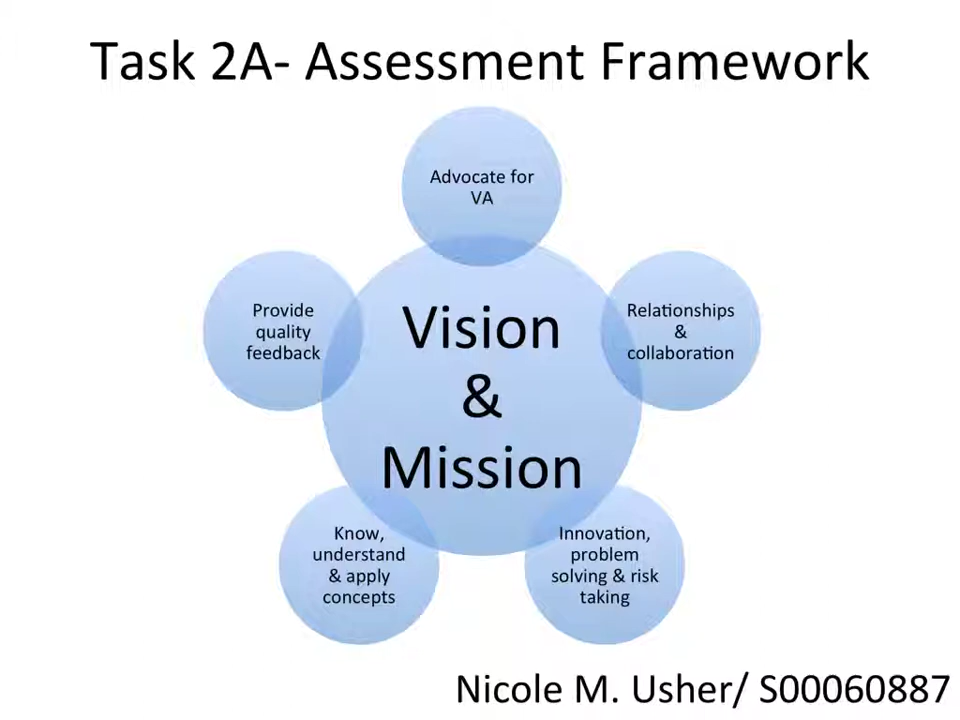 Task 2A- Assessment Framework
Advocate for
VA
Provide
quality
feedback
Vision
&
Mission
Relationships
&
collaboration
Know,
understand
& apply
concepts
Innovation,
problem
solving & risk
taking
Nicole M. Usher/ S00060887